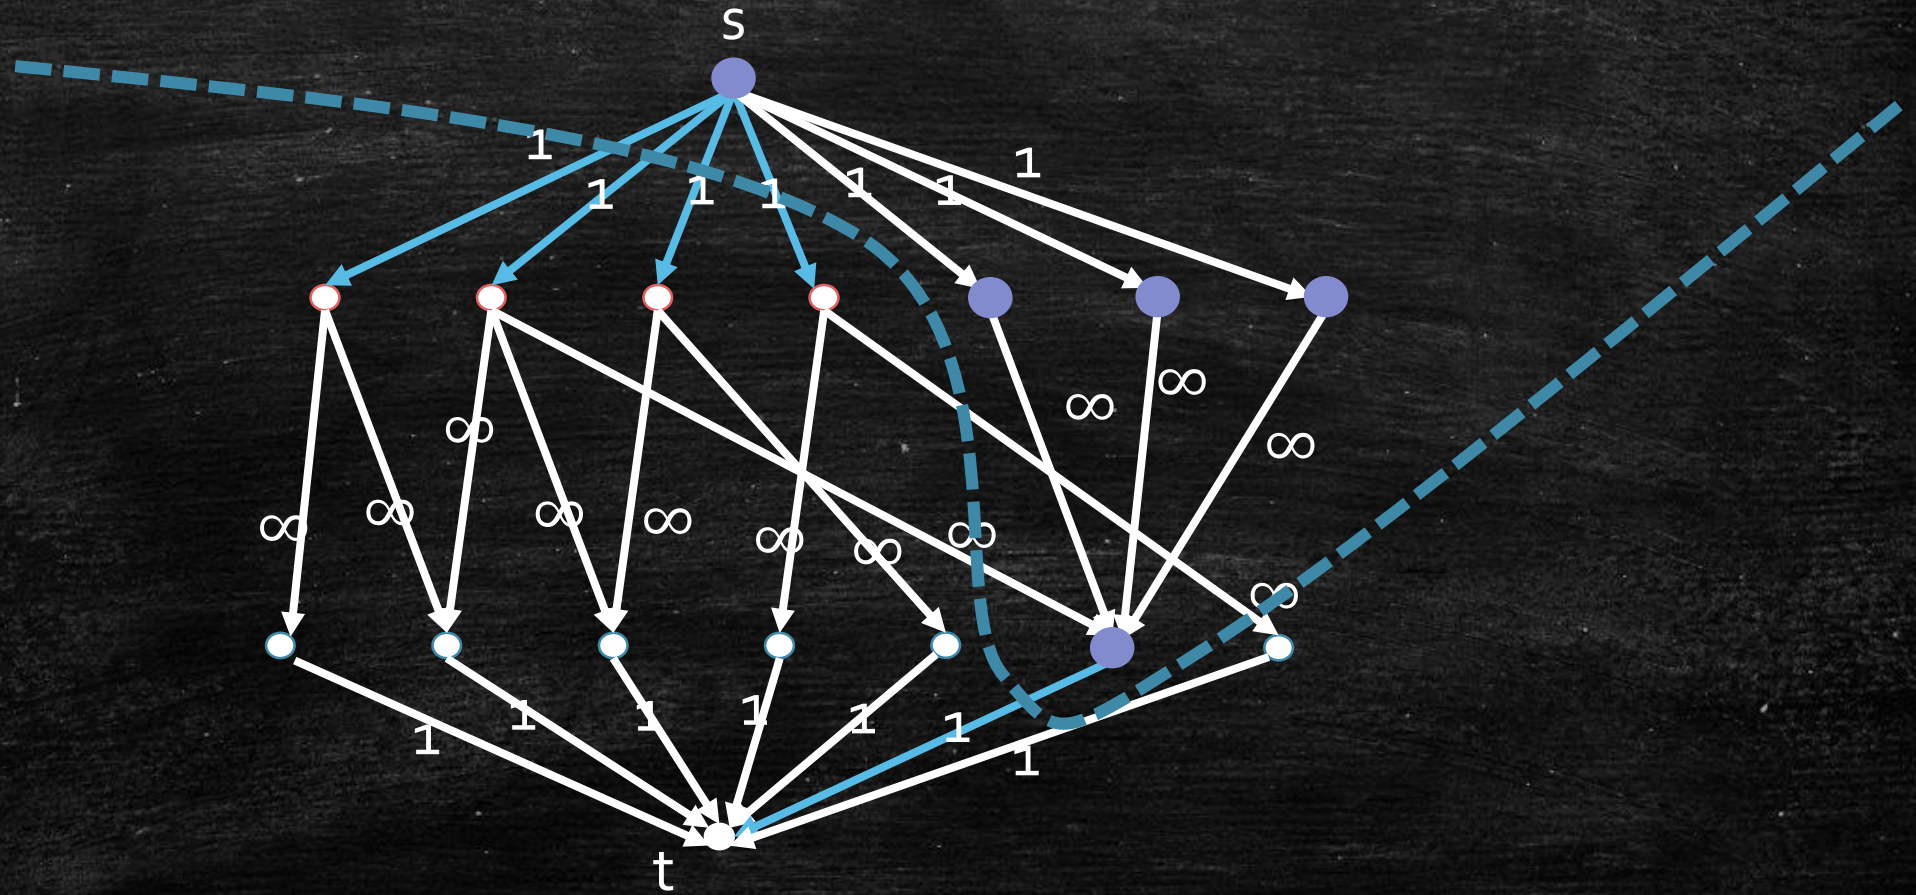 s
1
1 1 1 1 1 1
∞ ∞
∞ ∞
∞ ∞ ∞ ∞ ∞ ∞ ∞
∞
1 1 1 1 1 1 1
t